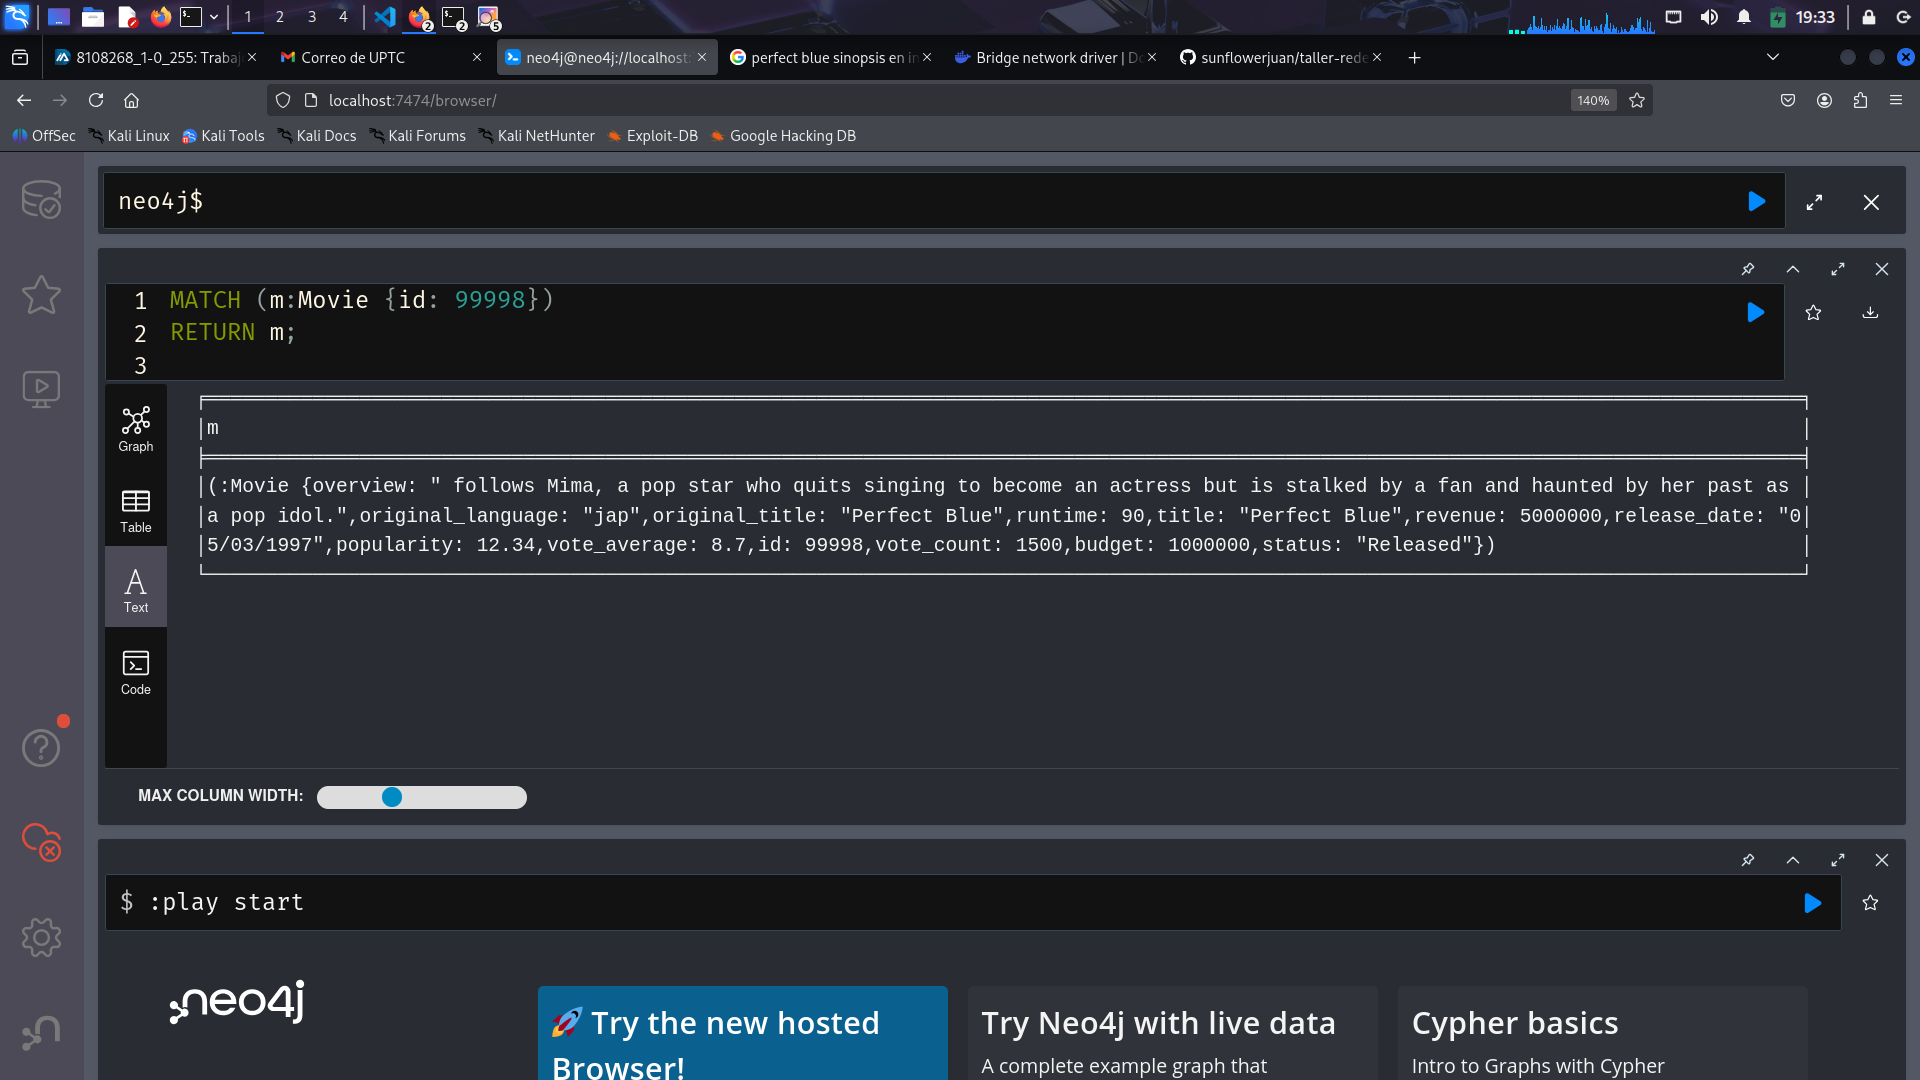 1 2 3 4
2 2 5
19:33
8108268_1-0_255: Traba
Correo de UPTC
neo4j@neo4j://localhost:
perfect blue sinopsis en in
Bridge network driver | Do
sunflowerjuan/taller-rede
localhost:7474/browser/
140%
OffSec Kali Linux Kali Tools Kali Docs Kali Forums Kali NetHunter Exploit-DB Google Hacking DB
neo4j$
1 MATCH (m:Movie {id: 99998})
2 RETURN m;
3
Graph
Table
Text
Code
m
(:Movie {overview: " follows Mima, a pop star who quits singing to become an actress but is stalked by a fan and haunted by her past as
a pop idol.",original_language: "jap",original_title: "Perfect Blue",runtime: 90,title: "Perfect Blue",revenue: 5000000,release_date: "0
5/03/1997",popularity: 12.34,vote_average: 8.7,id: 99998,vote_count: 1500,budget: 1000000,status: "Released"})
MAX COLUMN WIDTH:
$ :play start
neo4j
🚀 Try the new hosted
Browser!
Try Neo4j with live data
A complete example graph that
Cypher basics
Intro to Graphs with Cypher